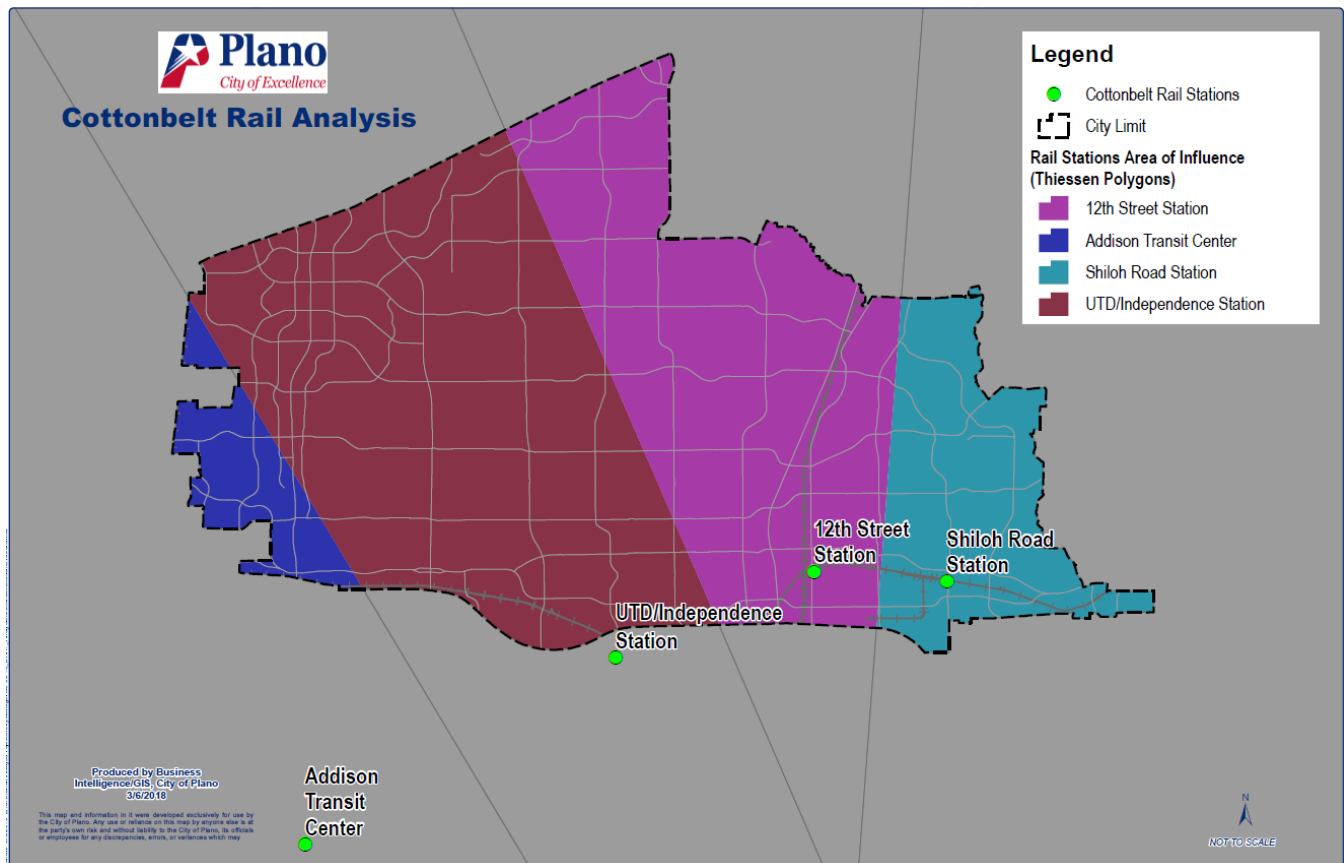 Plano
City of Excellence
Cottonbelt Rail Analysis
Legend
Cottonbelt Rail Stations
City Limit
Rail Stations Area of Influence
(Thiessen Polygons)
12th Street Station
Addison Transit Center
Shiloh Road Station
UTD/Independence Station
12th Street
Station
Shiloh Road
Station
UTD/Independence
Station
Addison
Transit
Center
Produced by Business
Intelligence/GIS, City of Plano
3/6/2018
This map and information in it were developed exclusively for use by
the City of Plano. Any use or reliance on this map by anyone else is at
the party's own risk and without liability to the City of Plano, its officials
or employees for any discrepancies, errors, or variances which may
N
NOT TO SCALE